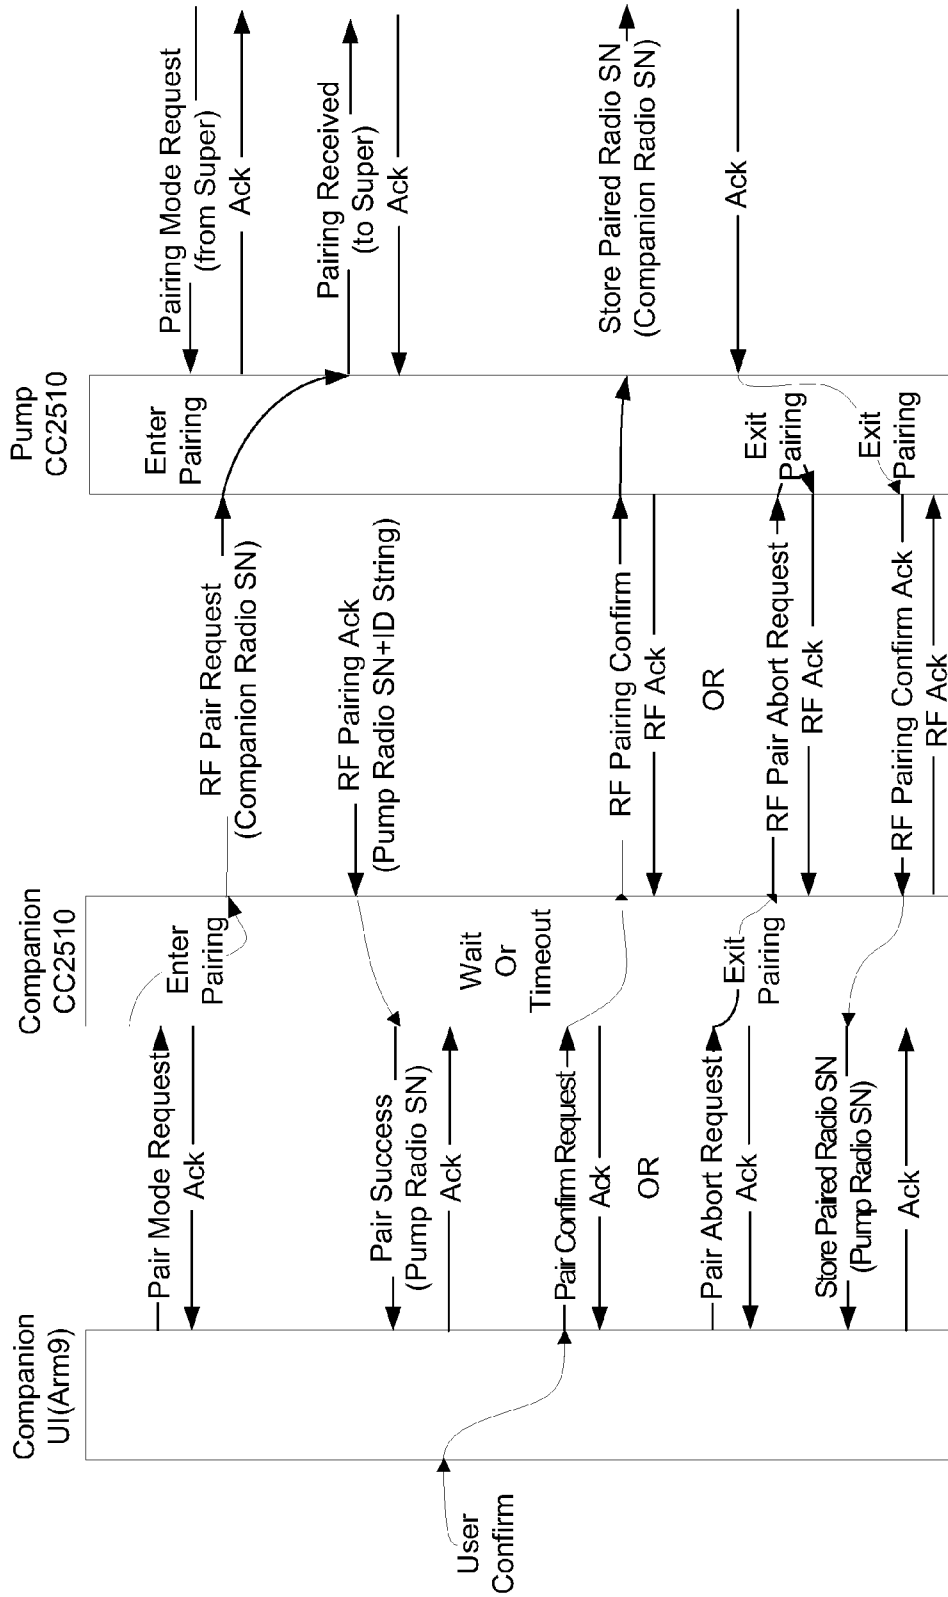 Companion
UI(Arm9)
Companion
CC2510
Pump
CC2510
User
Confirm
Pair Mode Request
Ack
Pair Success
(Pump Radio SN)
Ack
Pair Confirm Request
Ack
OR
Pair Abort Request
Ack
Store Paired Radio SN
(Pump Radio SN)
Ack
Enter
Pairing
Wait
Or
Timeout
Exit
Pairing
RF Pair Request
(Companion Radio SN)
RF Pairing Ack
(Pump Radio SN+ID String)
RF Pairing Confirm
RF Ack
OR
RF Pair Abort Request
RF Ack
RF Pairing Confirm Ack
RF Ack
Enter
Pairing
Exit
Pairing
Exit
Pairing
Pairing Mode Request
(from Super)
Ack
Pairing Received
(to Super)
Ack
Store Paired Radio SN
(Companion Radio SN)
Ack